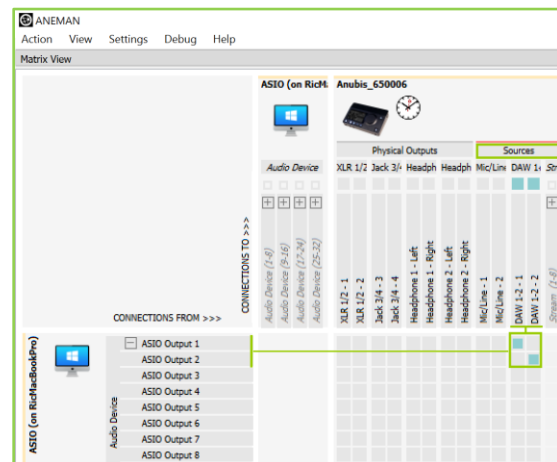 ANEMAN
Action View Settings Debug Help
Matrix View
ASIO (on RicMa Anubis_650006
Physical Outputs Sources
Audio Device XLR 1/2 Jack 3/4 Headph Headph Mic/Line DAW 1- Str
CONNECTIONS TO >>>
Audio Device (1-8)
Audio Device (9-16)
Audio Device (17-24)
Audio Device (25-32)
XLR 1/2 - 1
XLR 1/2 - 2
Jack 3/4 - 3
Jack 3/4 - 4
Headphone 1 - Left
Headphone 1 - Right
Headphone 2 - Left
Headphone 2 - Right
Mic/Line - 1
Mic/Line - 2
DAW 1-2 - 1
DAW 1-2 - 2
Stream (1-8)
CONNECTIONS FROM >>>
ASIO (on RicMacBookPro)
Audio Device
ASIO Output 1
ASIO Output 2
ASIO Output 3
ASIO Output 4
ASIO Output 5
ASIO Output 6
ASIO Output 7
ASIO Output 8